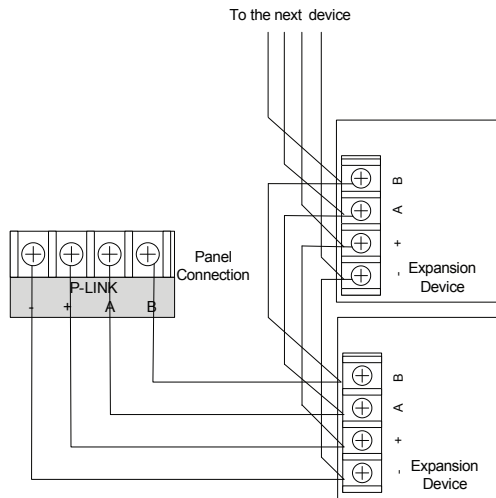 To the next device
B
A
+
-
Expansion
Device
Panel
Connection
P-LINK
- + A B
B
A
+
-
Expansion
Device